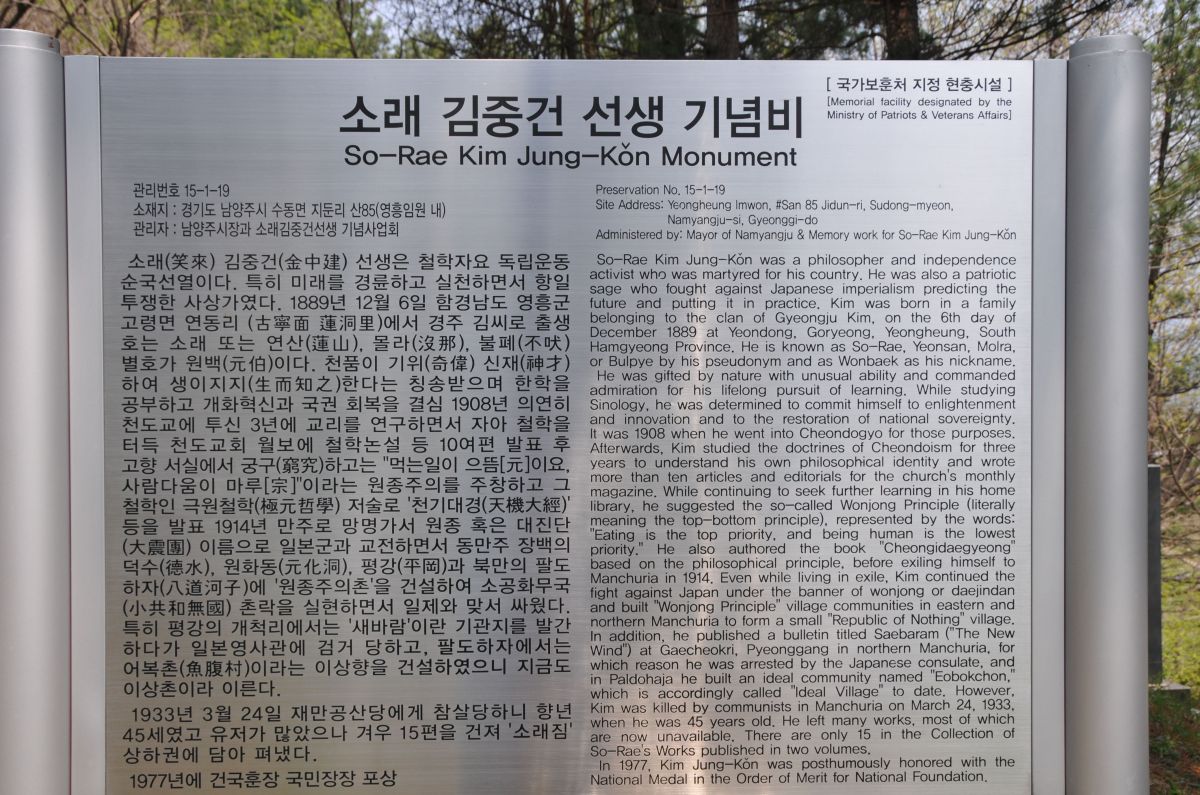 [ 국가보훈처 지정 현충시설 ]
[Memorial facility designated by the
Ministry of Patriots & Veterans Affairs]
소래 김중건 선생 기념비
So-Rae Kim Jung-Kǒn Monument
관리번호 15-1-19
소재지 : 경기도 남양주시 수동면 지둔리 산85(영흥임원 내)
관리자 : 남양주시장과 소래김중건선생 기념사업회
소래(笑來) 김중건(金中建) 선생은 철학자요 독립운동
순국선열이다. 특히 미래를 경륜하고 실천하면서 항일
투쟁한 사상가였다. 1889년 12월 6일 함경남도 영흥군
고령면 연동리 (古寧面 蓮洞里)에서 경주 김씨로 출생
호는 소래 또는 연산(蓮山), 몰라(沒那), 불폐(不吠)
별호가 원백(元伯)이다. 천품이 기위(奇偉) 신재(神才)
하여 생이지지(生而知之)한다는 칭송받으며 한학을
공부하고 개화혁신과 국권 회복을 결심 1908년 의연히
천도교에 투신 3년에 교리를 연구하면서 자아 철학을
터득 천도교회 월보에 철학논설 등 10여편 발표 후
고향 서실에서 궁구(窮究)하고는 "먹는일이 으뜸[元]이요,
사람다움이 마루[宗]"이라는 원종주의를 주창하고 그
철학인 극원철학(極元哲學) 저술로 '천기대경(天機大經)'
등을 발표 1914년 만주로 망명가서 원종 혹은 대진단
(大震團) 이름으로 일본군과 교전하면서 동만주 장백의
덕수(德水), 원화동(元化洞), 평강(平岡)과 북만의 팔도
하자(八道河子)에 '원종주의촌'을 건설하여 소공화무국
(小共和無國) 촌락을 실현하면서 일제와 맞서 싸웠다.
특히 평강의 개척리에서는 '새바람'이란 기관지를 발간
하다가 일본영사관에 검거 당하고, 팔도하자에서는
어복촌(魚腹村)이라는 이상향을 건설하였으니 지금도
이상촌이라 이른다.
1933년 3월 24일 재만공산당에게 참살당하니 향년
45세였고 유저가 많았으나 겨우 15편을 건져 '소래집'
상하권에 담아 펴냈다.
1977년에 건국훈장 국민장장 포상
Preservation No. 15-1-19
Site Address: Yeongheung Imwon, #San 85 Jidun-ri, Sudong-myeon,
Namyangju-si, Gyeonggi-do
Administered by: Mayor of Namyangju & Memory work for So-Rae Kim Jung-Kǒn
So-Rae Kim Jung-Kǒn was a philosopher and independence
activist who was martyred for his country. He was also a patriotic
sage who fought against Japanese imperialism predicting the
future and putting it in practice. Kim was born in a family
belonging to the clan of Gyeongju Kim, on the 6th day of
December 1889 at Yeondong, Goryeong, Yeongheung, South
Hamgyeong Province. He is known as So-Rae, Yeonsan, Molra,
or Bulpye by his pseudonym and as Wonbaek as his nickname.
He was gifted by nature with unusual ability and commanded
admiration for his lifelong pursuit of learning. While studying
Sinology, he was determined to commit himself to enlightenment
and innovation and to the restoration of national sovereignty.
It was 1908 when he went into Cheondogyo for those purposes.
Afterwards, Kim studied the doctrines of Cheondoism for three
years to understand his own philosophical identity and wrote
more than ten articles and editorials for the church's monthly
magazine. While continuing to seek further learning in his home
library, he suggested the so-called Wonjong Principle (literally
meaning the top-bottom principle), represented by the words:
"Eating is the top priority, and being human is the lowest
priority." He also authored the book "Cheongidaegyeong"
based on the philosophical principle, before exiling himself to
Manchuria in 1914. Even while living in exile, Kim continued the
fight against Japan under the banner of wonjong or daejindan
and built "Wonjong Principle" village communities in eastern and
northern Manchuria to form a small "Republic of Nothing" village.
In addition, he published a bulletin titled Saebaram ("The New
Wind") at Gaecheokri, Pyeonggang in northern Manchuria, for
which reason he was arrested by the Japanese consulate, and
in Paldohaja he built an ideal community named "Eobokchon,"
which is accordingly called "Ideal Village" to date. However,
Kim was killed by communists in Manchuria on March 24, 1933,
when he was 45 years old. He left many works, most of which
are now unavailable. There are only 15 in the Collection of
So-Rae's Works published in two volumes.
In 1977, Kim Jung-Kǒn was posthumously honored with the
National Medal in the Order of Merit for National Foundation.